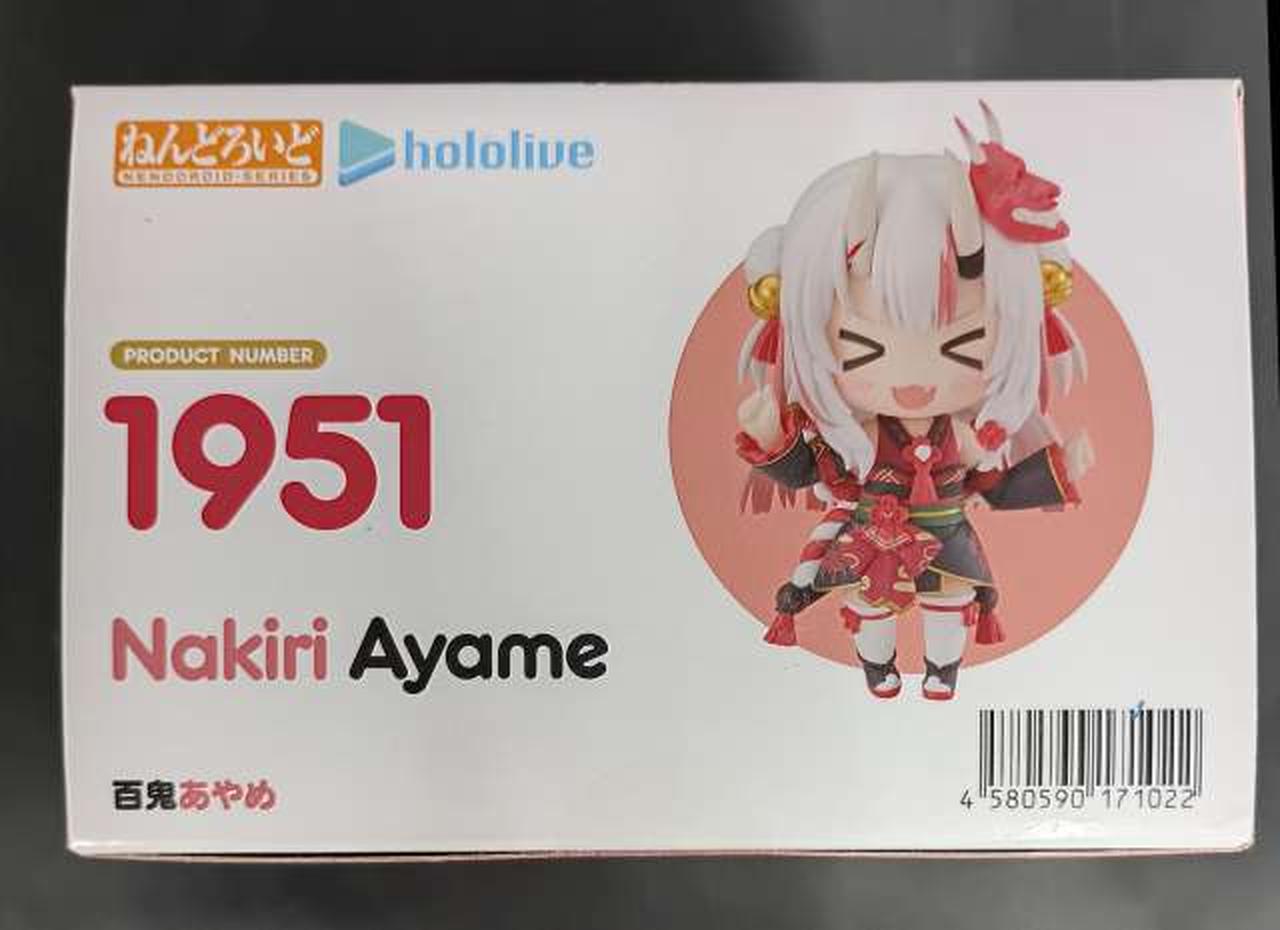 ねんどろいど
NENDOROID-SERIES
hololive
PRODUCT NUMBER
1951
Nakiri Ayame
百鬼あやめ
4 580590 171022